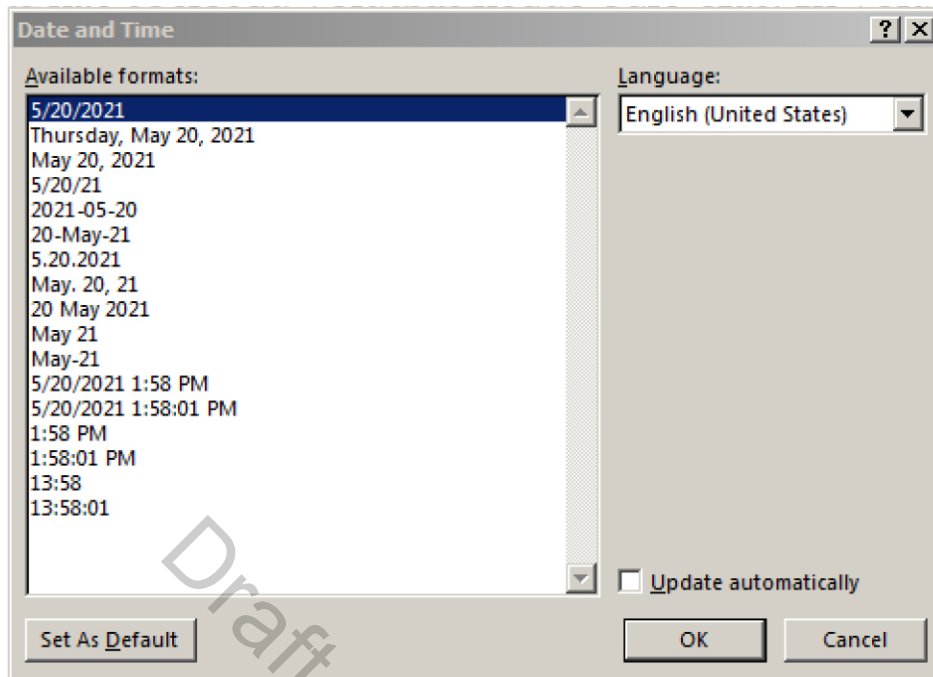 Date and Time
Available formats:
Language:
5/20/2021
English (United States)
Thursday, May 20, 2021
May 20, 2021
5/20/21
2021-05-20
20-May-21
5.20.2021
May. 20, 21
20 May 2021
May 21
May-21
5/20/2021 1:58 PM
5/20/2021 1:58:01 PM
1:58 PM
1:58:01 PM
13:58
13:58:01
Update automatically
Set As Default
OK
Cancel
Draft